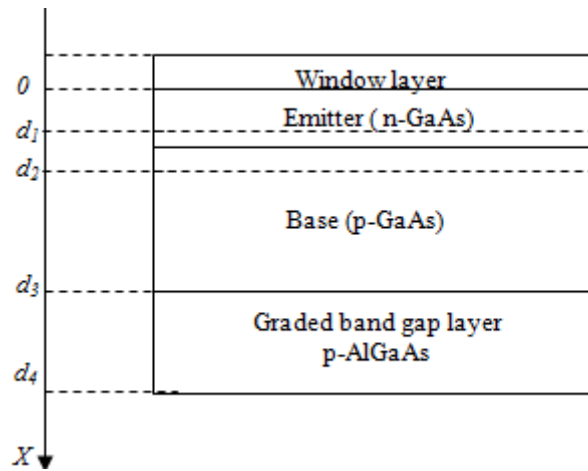 0
Window layer
Emitter ( n-GaAs)
d1
d2
Base (p-GaAs)
d3
Graded band gap layer
p-AlGaAs
d4
X